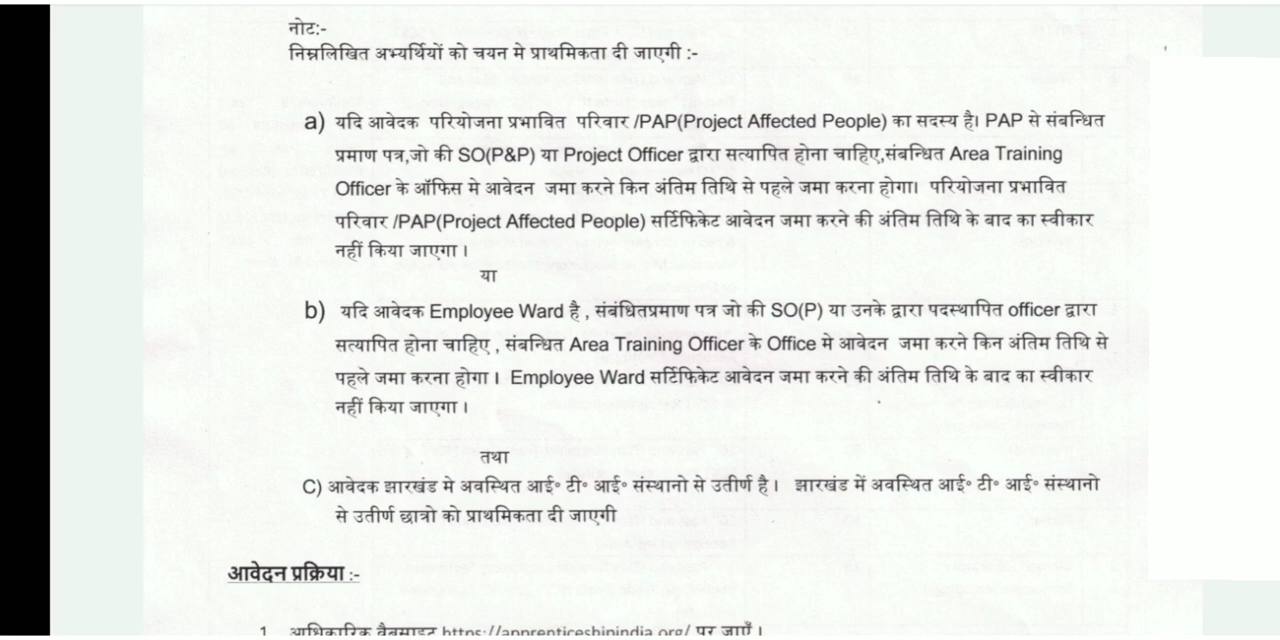 नोट:-
निम्नलिखित अभ्यर्थियों को चयन मे प्राथमिकता दी जाएगी :-
a) यदि आवेदक परियोजना प्रभावित परिवार /PAP(Project Affected People) का सदस्य है। PAP से संबन्धित
प्रमाण पत्र,जो की SO(P&P) या Project Officer द्वारा सत्यापित होना चाहिए,संबन्धित Area Training
Officer के ऑफिस मे आवेदन जमा करने किन अंतिम तिथि से पहले जमा करना होगा। परियोजना प्रभावित
परिवार /PAP(Project Affected People) सर्टिफिकेट आवेदन जमा करने की अंतिम तिथि के बाद का स्वीकार
नहीं किया जाएगा ।
या
b) यदि आवेदक Employee Ward है , संबंधितप्रमाण पत्र जो की SO(P) या उनके द्वारा पदस्थापित officer द्वारा
सत्यापित होना चाहिए , संबन्धित Area Training Officer के Office मे आवेदन जमा करने किन अंतिम तिथि से
पहले जमा करना होगा । Employee Ward सर्टिफिकेट आवेदन जमा करने की अंतिम तिथि के बाद का स्वीकार
नहीं किया जाएगा ।
तथा
C) आवेदक झारखंड मे अवस्थित आई॰ टी॰ आई॰ संस्थानो से उतीर्ण है । झारखंड में अवस्थित आई॰ टी॰ आई॰ संस्थानो
से उतीर्ण छात्रो को प्राथमिकता दी जाएगी
आवेदन प्रक्रिया :-
1. आधिकारिक वैबसाइट https://apprenticeshipindia.org/ पर जाएँ ।